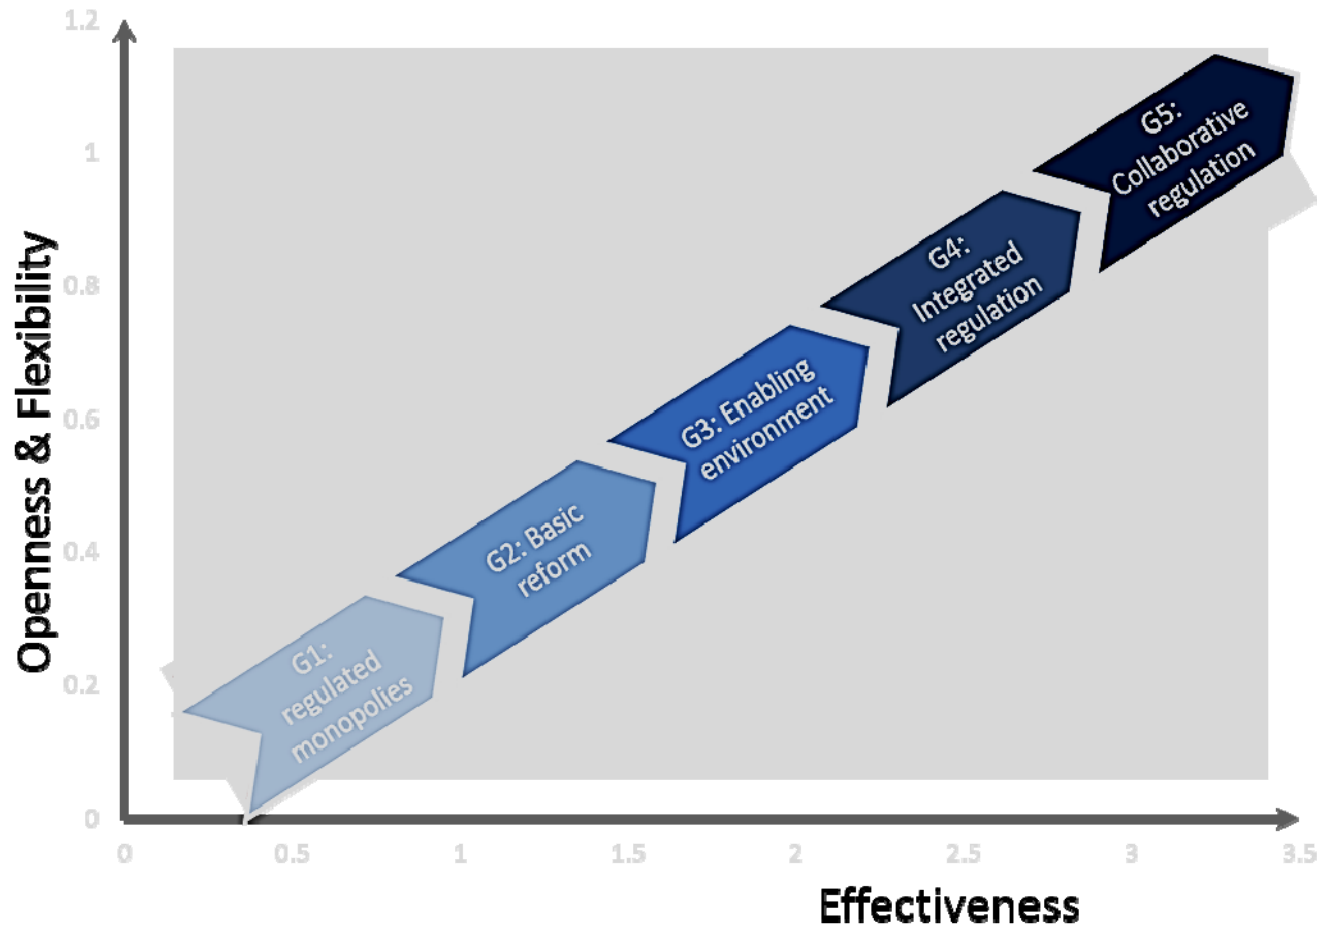 1.2
1
0.8
0.6
0.4
0.2
0
Openness & Flexibility
G1:
regulated
monopolies
G2: Basic
reform
G3: Enabling
environment
G4:
Integrated
regulation
G5:
Collaborative
regulation
0 0.5 1 1.5 2 2.5 3 3.5
Effectiveness